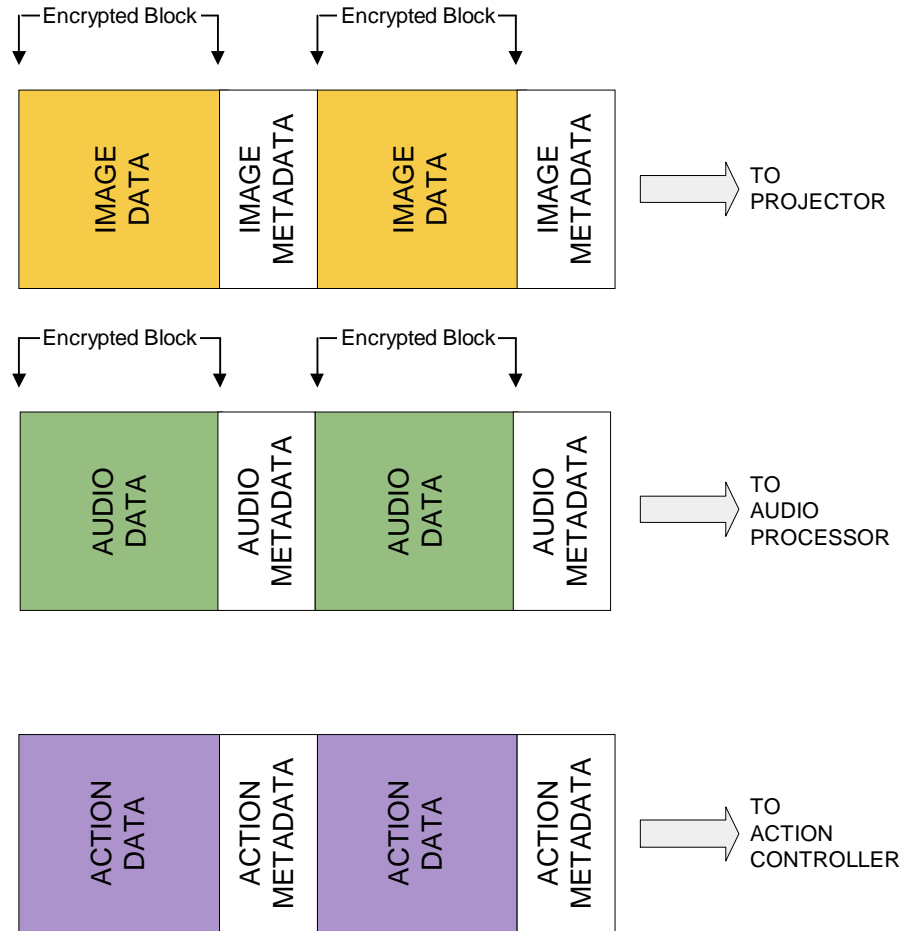 Encrypted Block
Encrypted Block
IMAGE
DATA
IMAGE
METADATA
IMAGE
DATA
IMAGE
METADATA
TO
PROJECTOR
Encrypted Block
Encrypted Block
AUDIO
DATA
AUDIO
METADATA
AUDIO
DATA
AUDIO
METADATA
TO
AUDIO
PROCESSOR
ACTION
DATA
ACTION
METADATA
ACTION
DATA
ACTION
METADATA
TO
ACTION
CONTROLLER